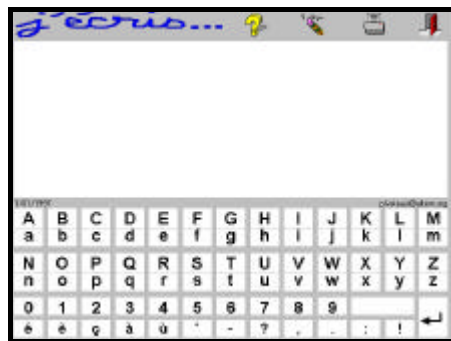 j'écris...
A B C D E F G H I J K L M
a b c d e f g h i j k l m
N O P Q R S T U V W X Y Z
n o p q r s t u v w x y z
0 1 2 3 4 5 6 7 8 9
é è ç à ù - ? , . : !